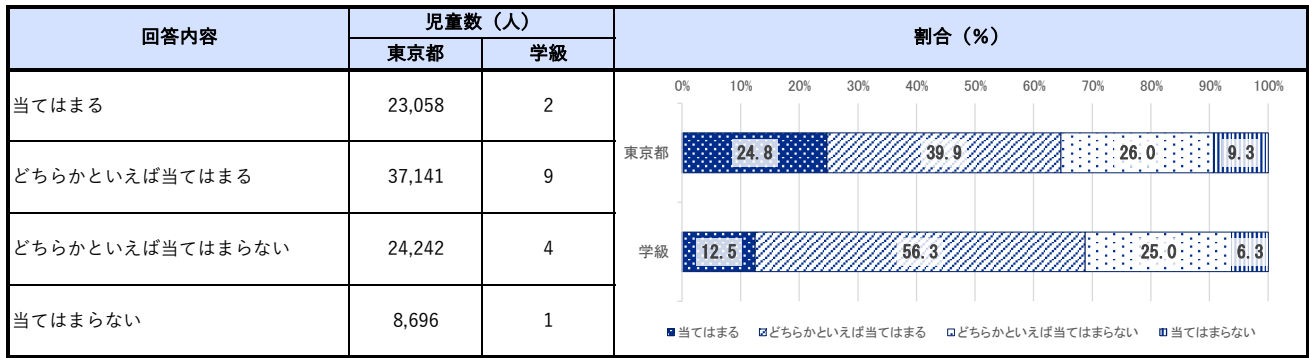 回答内容 児童数（人） 割合（%）
東京都 学級
当てはまる 23,058 2
どちらかといえば当てはまる 37,141 9
どちらかといえば当てはまらない 24,242 4
当てはまらない 8,696 1
0% 10% 20% 30% 40% 50% 60% 70% 80% 90% 100%
東京都 24.8 39.9 26.0 9.3
学級 12.5 56.3 25.0 6.3
当てはまる どちらかといえば当てはまる どちらかといえば当てはまらない 当てはまらない